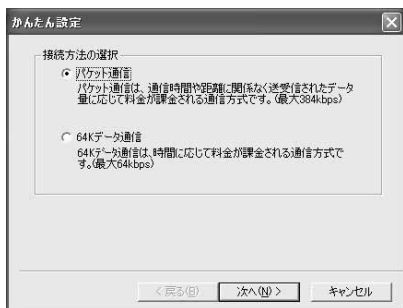 かんたん設定
接続方法の選択
パケット通信
パケット通信は、通信時間や距離に関係なく送受信されたデータ
量に応じて料金が課金される通信方式です。(最大384kbps)
64Kデータ通信
64Kデータ通信は、時間に応じて料金が課金される通信方式で
す。(最大64kbps)
< 戻る(B)
次へ(N) >
キャンセル